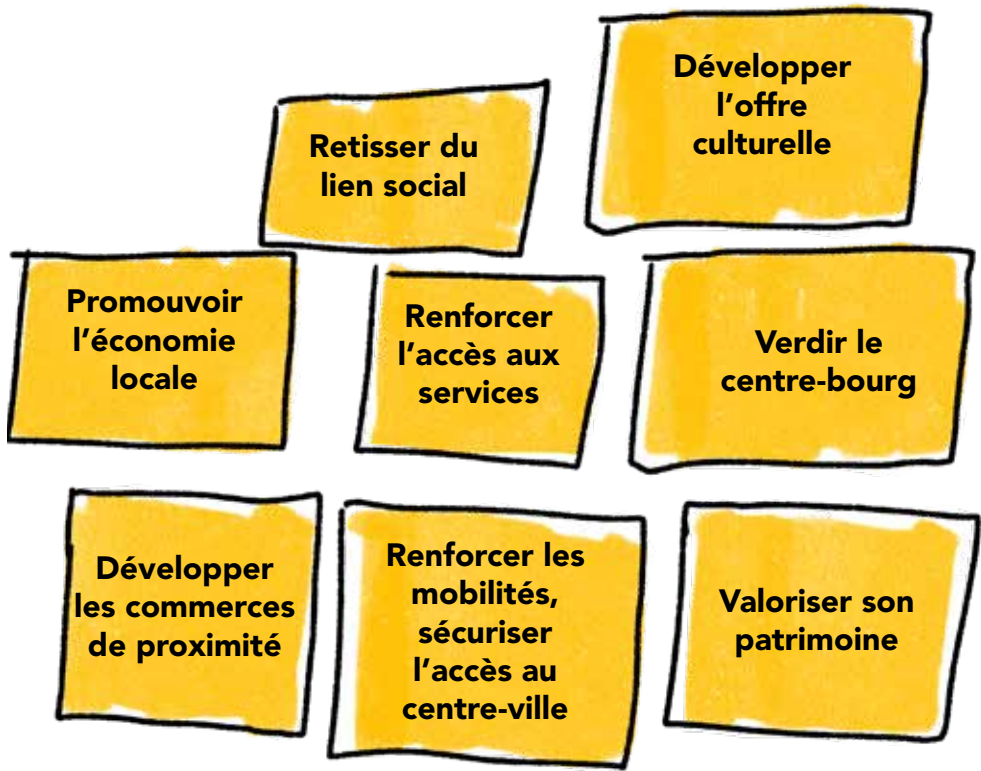 Retisser du
lien social
Développer
l’offre
culturelle
Promouvoir
l’économie
locale
Renforcer
l’accès aux
services
Verdir le
centre-bourg
Développer
les commerces
de proximité
Renforcer les
mobilités,
sécuriser
l’accès au
centre-ville
Valoriser son
patrimoine